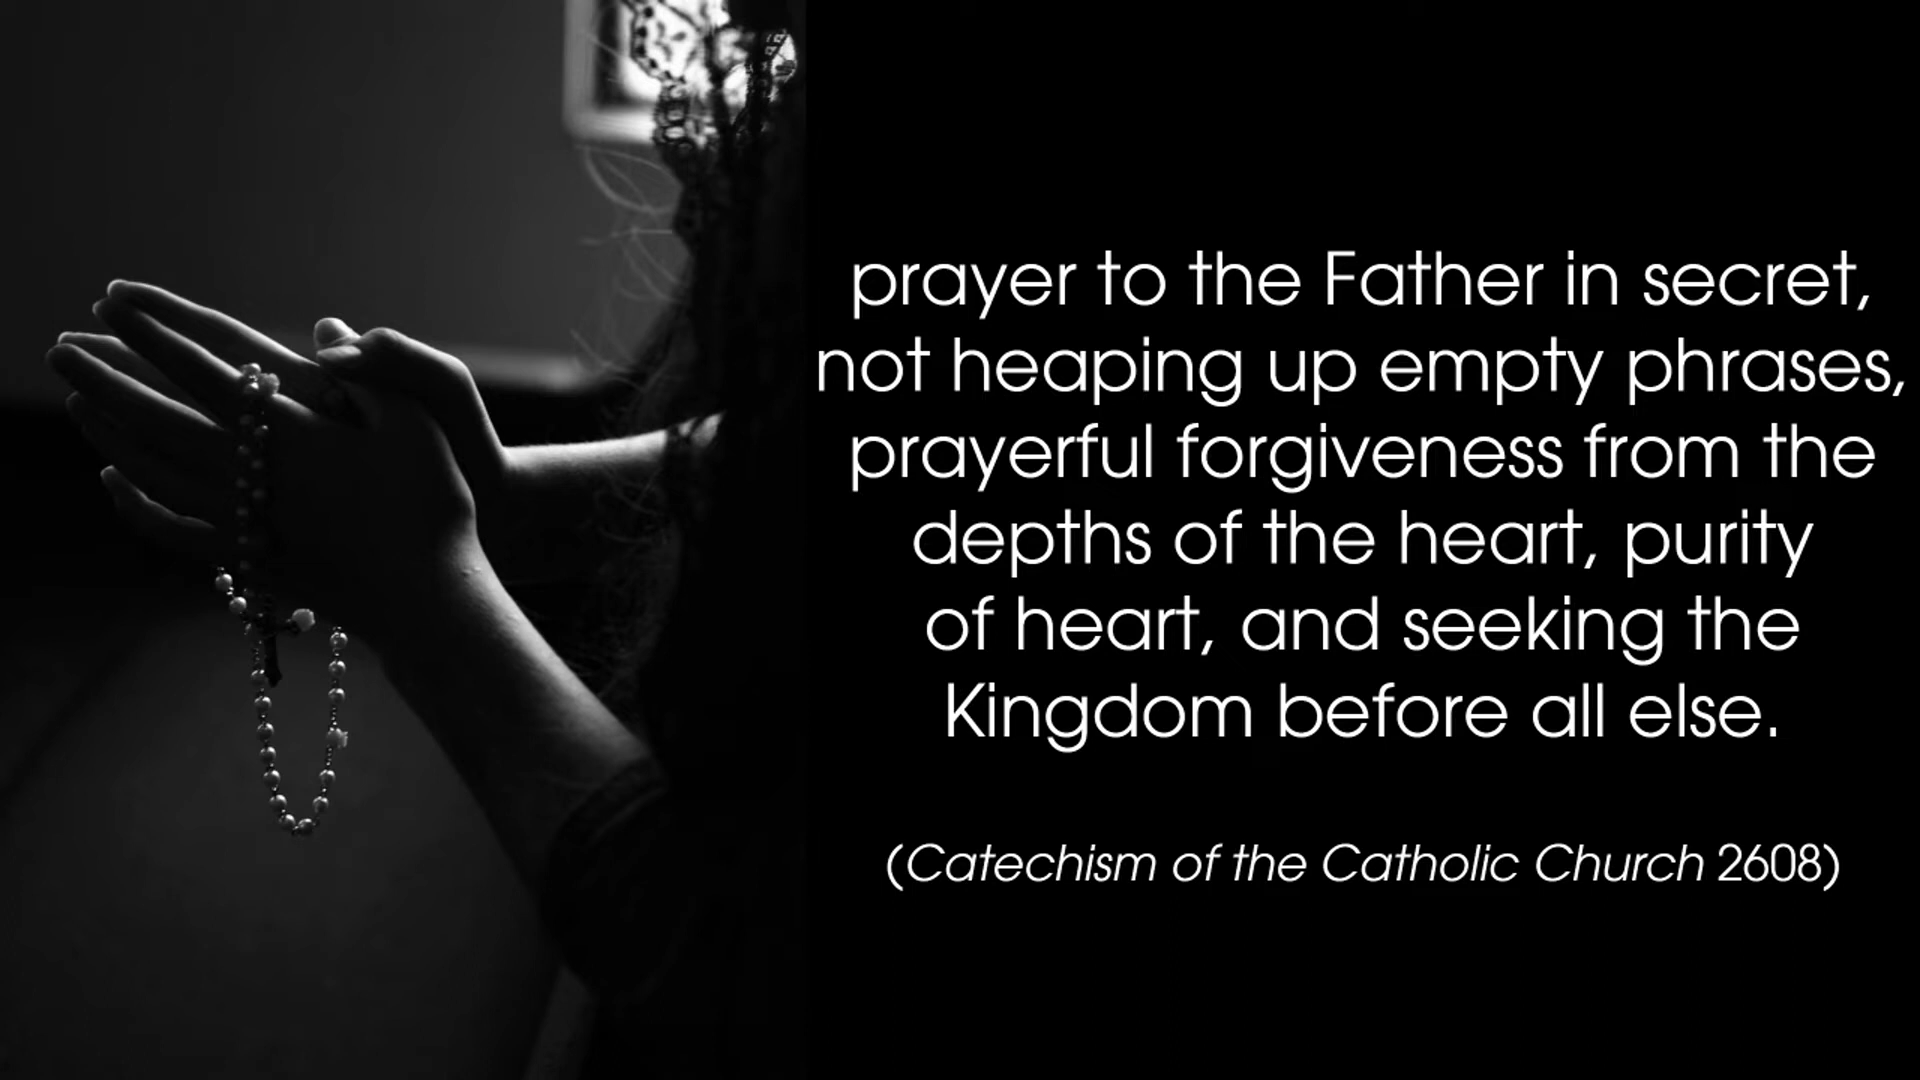 prayer to the Father in secret,
not heaping up empty phrases,
prayerful forgiveness from the
depths of the heart, purity
of heart, and seeking the
Kingdom before all else.
(Catechism of the Catholic Church 2608)